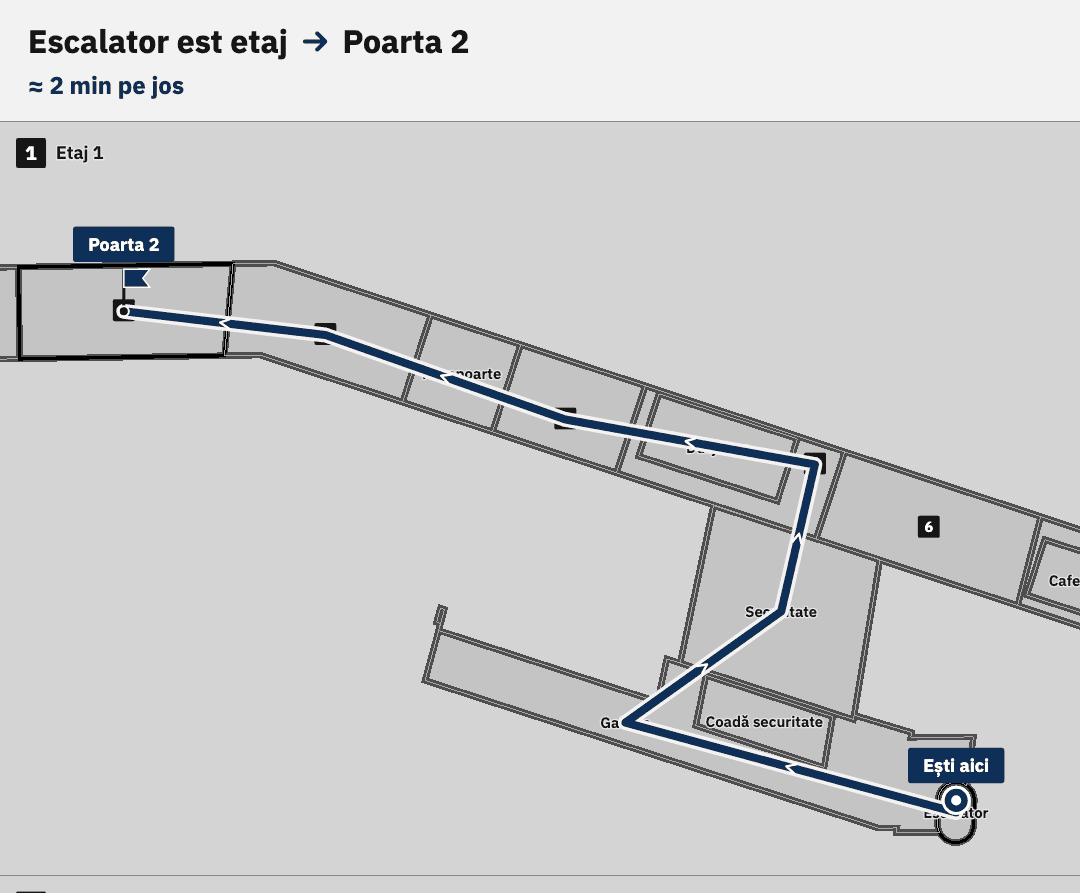 Escalator est etaj → Poarta 2
≈ 2 min pe jos
1 Etaj 1
Poarta 2
6
Cafe
Coadă securitate
Ești aici